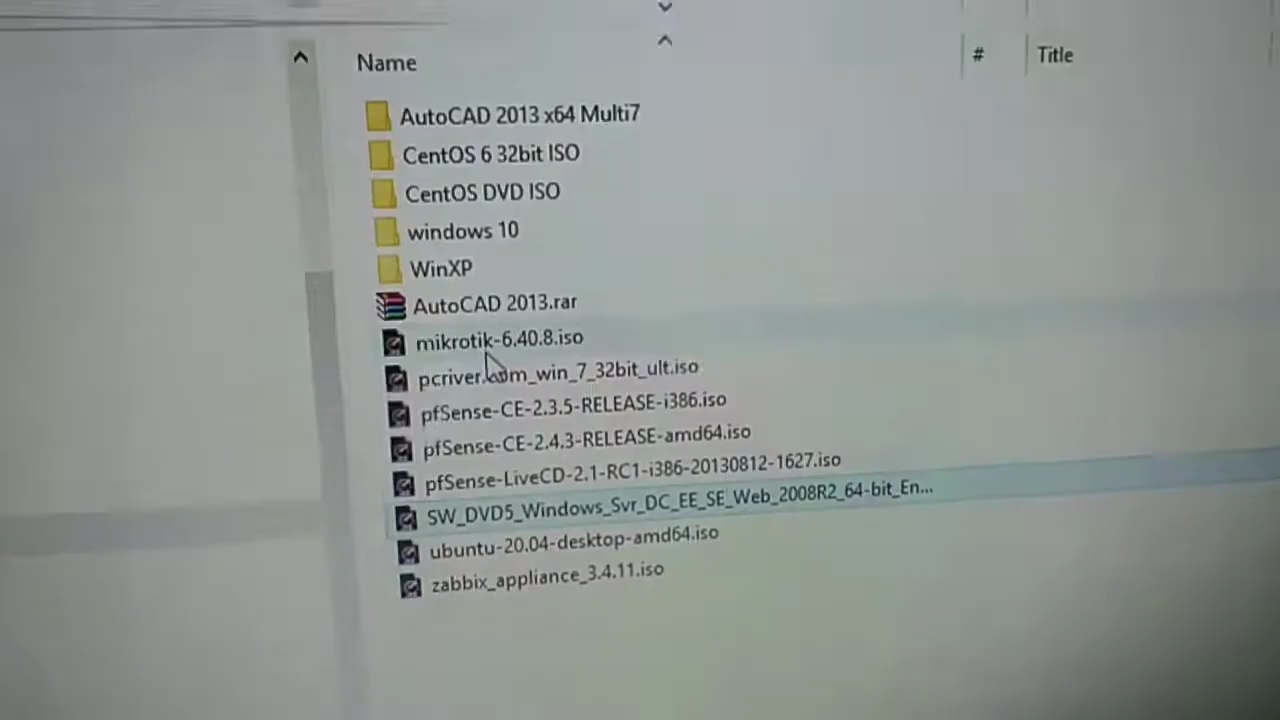 Name # Title
AutoCAD 2013 x64 Multi7
CentOS 6 32bit ISO
CentOS DVD ISO
windows 10
WinXP
AutoCAD 2013.rar
mikrotik-6.40.8.iso
pcriver.com_win_7_32bit_ult.iso
pfSense-CE-2.3.5-RELEASE-i386.iso
pfSense-CE-2.4.3-RELEASE-amd64.iso
pfSense-LiveCD-2.1-RC1-i386-20130812-1627.iso
SW_DVD5_Windows_Svr_DC_EE_SE_Web_2008R2_64-bit_En...
ubuntu-20.04-desktop-amd64.iso
zabbix_appliance_3.4.11.iso